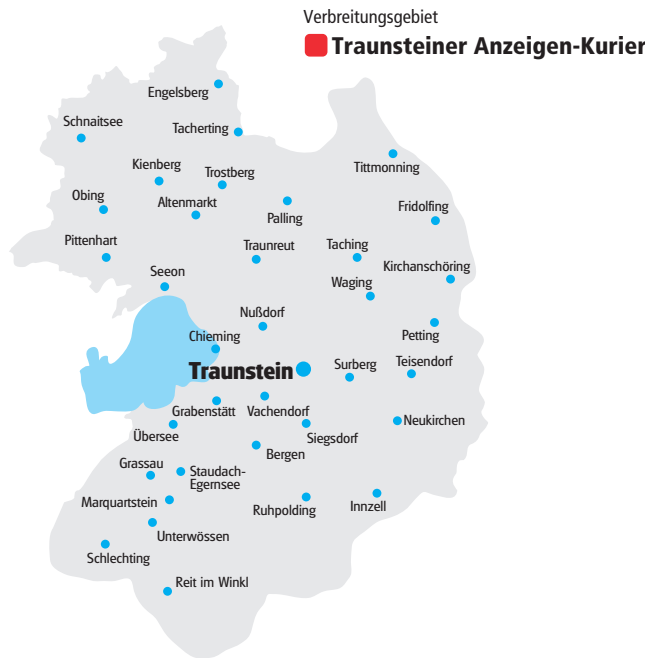 Verbreitungsgebiet
Traunsteiner Anzeigen-Kurier
Engelsberg
Schnaitsee
Tacherting
Tittmonning
Kienberg
Trostberg
Obing
Altenmarkt
Palling
Fridolfing
Pittenhart
Traunreut
Taching
Kirchanschöring
Seeon
Waging
Nußdorf
Chieming
Petting
Traunstein
Surberg
Teisendorf
Grabenstätt
Vachendorf
Neukirchen
Übersee
Siegsdorf
Bergen
Grassau
Staudach-
Egernsee
Marquartstein
Ruhpolding
Innzell
Unterwössen
Schlechting
Reit im Winkl